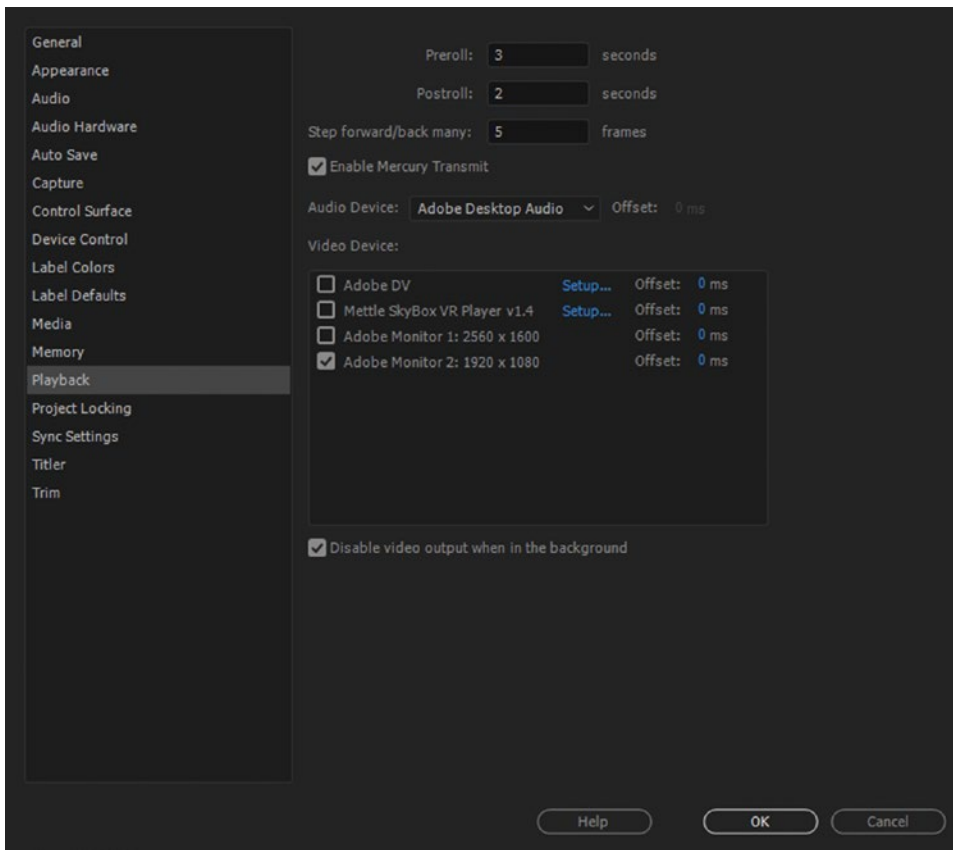 General
Appearance
Audio
Audio Hardware
Auto Save
Capture
Control Surface
Device Control
Label Colors
Label Defaults
Media
Memory
Playback
Project Locking
Sync Settings
Titler
Trim
Preroll: 3 seconds
Postroll: 2 seconds
Step forward/back many: 5 frames
Enable Mercury Transmit
Audio Device: Adobe Desktop Audio Offset: 0 ms
Video Device:
Adobe DV Setup... Offset: 0 ms
Mettle SkyBox VR Player v1.4 Setup... Offset: 0 ms
Adobe Monitor 1: 2560 x 1600 Offset: 0 ms
Adobe Monitor 2: 1920 x 1080 Offset: 0 ms
Disable video output when in the background
Help OK Cancel